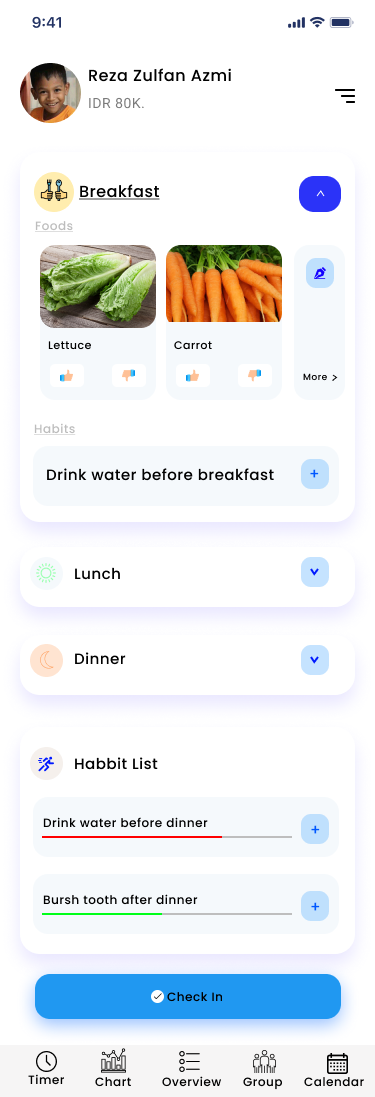 9:41
Reza Zulfan Azmi
IDR 80K.
Breakfast
Foods
Lettuce
Carrot
More >
Habits
Drink water before breakfast
+
Lunch
Dinner
Habbit List
Drink water before dinner
+
Bursh tooth after dinner
+
Check In
Timer
Chart
Overview
Group
Calendar